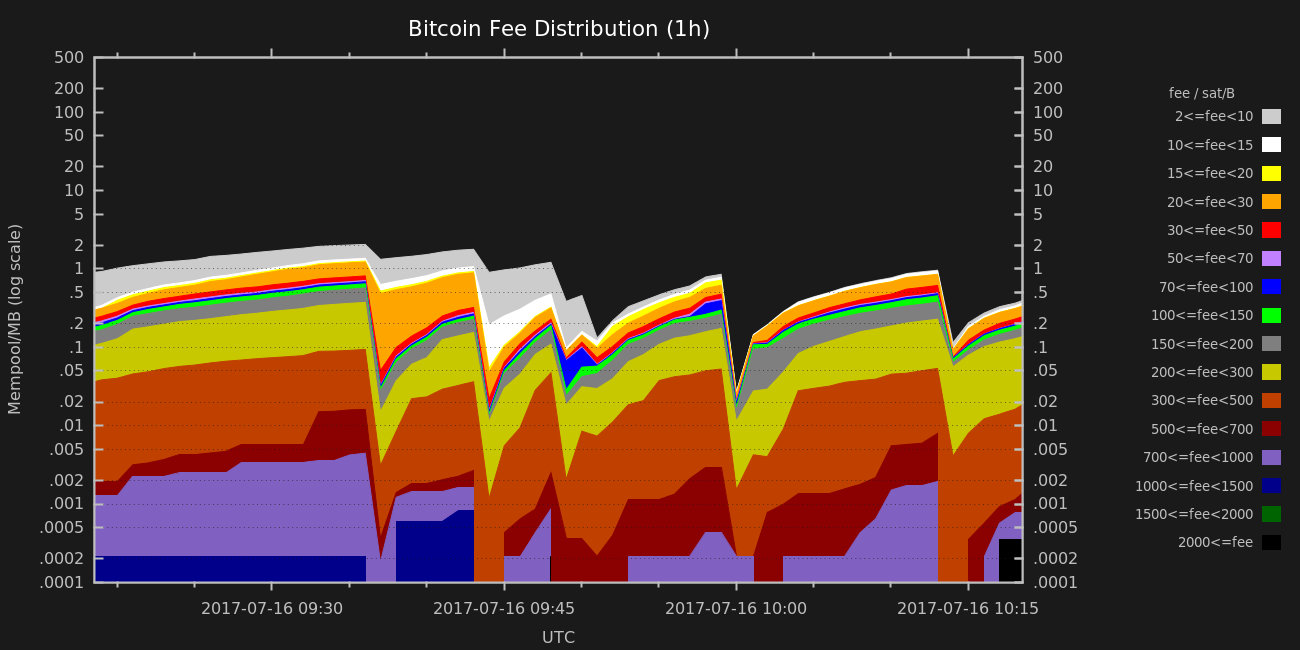 Bitcoin Fee Distribution (1h)
Mempool/MB (log scale)
500
200
100
50
20
10
5
2
1
.5
.2
.1
.05
.02
.01
.005
.002
.001
.0005
.0002
.0001
500
200
100
50
20
10
5
2
1
.5
.2
.1
.05
.02
.01
.005
.002
.001
.0005
.0002
.0001
2017-07-16 09:30
2017-07-16 09:45
2017-07-16 10:00
2017-07-16 10:15
UTC
fee / sat/B
2<=fee<10
10<=fee<15
15<=fee<20
20<=fee<30
30<=fee<50
50<=fee<70
70<=fee<100
100<=fee<150
150<=fee<200
200<=fee<300
300<=fee<500
500<=fee<700
700<=fee<1000
1000<=fee<1500
1500<=fee<2000
2000<=fee